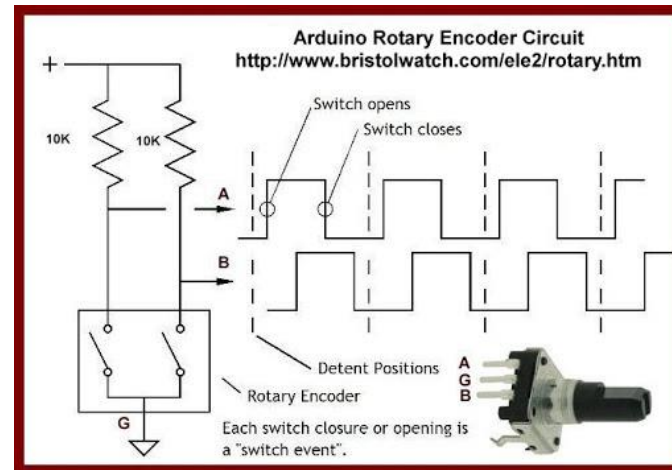 Arduino Rotary Encoder Circuit
http://www.bristolwatch.com/ele2/rotary.htm
+
Switch opens
Switch closes
10K
10K
A
B
Detent Positions
Rotary Encoder
G
Each switch closure or opening is
a "switch event".
A
G
B